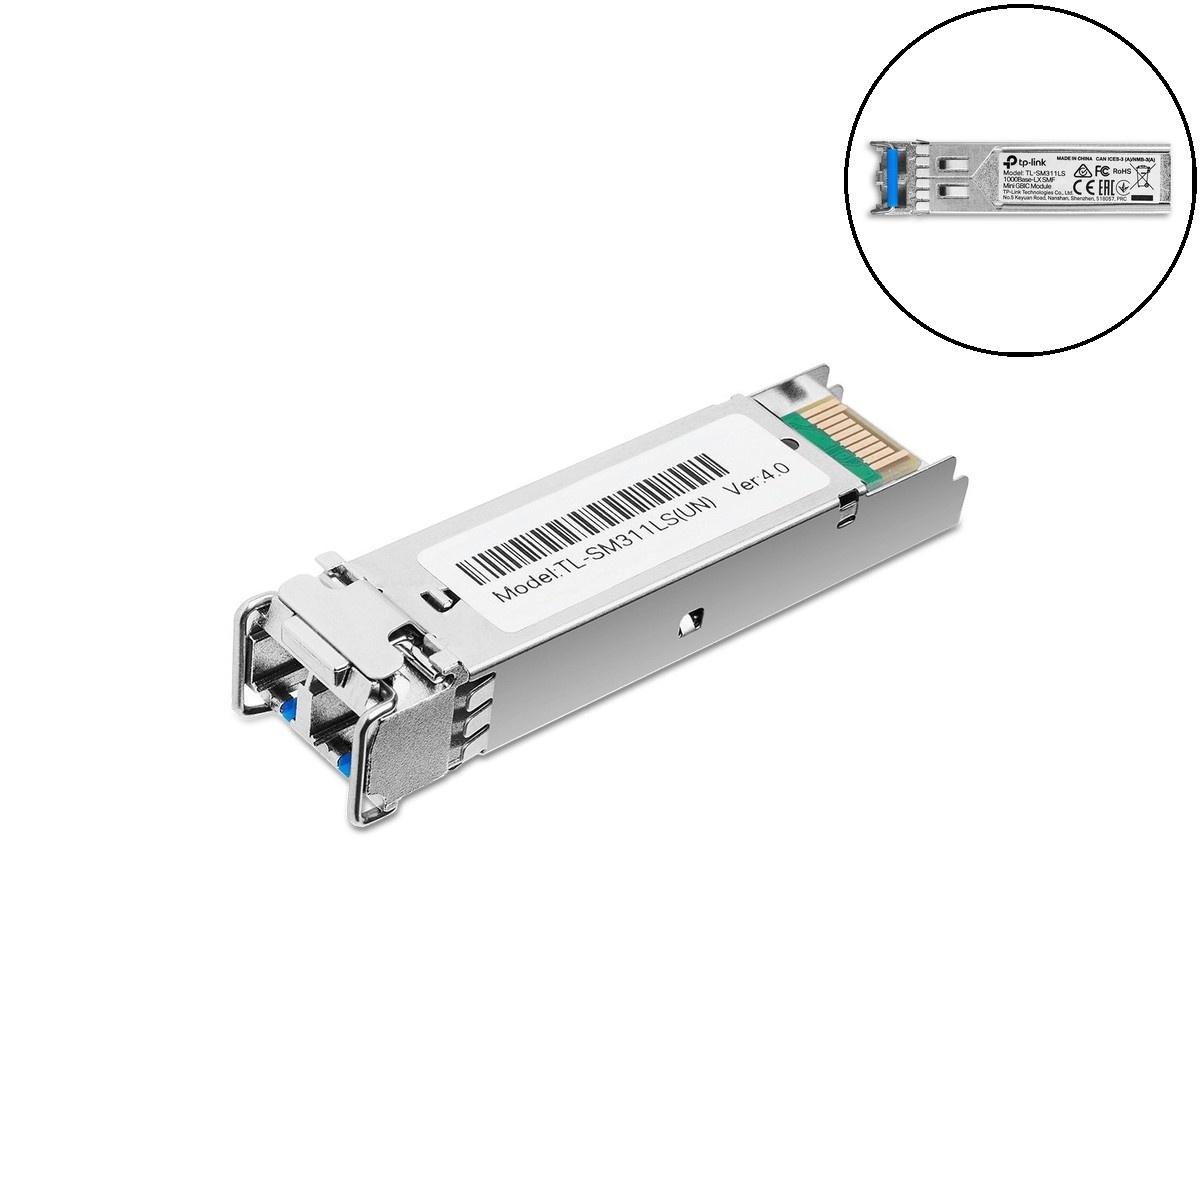 tp-link
MADE IN CHINA CAN ICES-3 (A)/NMB-3(A)
Model: TL-SM311LS
1000Base-LX SMF
Mini GBIC Module
FC RoHS
CE EAC
TP-Link Technologies Co., Ltd.
No.5 Keyuan Road, Nanshan, Shenzhen, 518057, PRC
Model:TL-SM311LS(UN) Ver:4.0